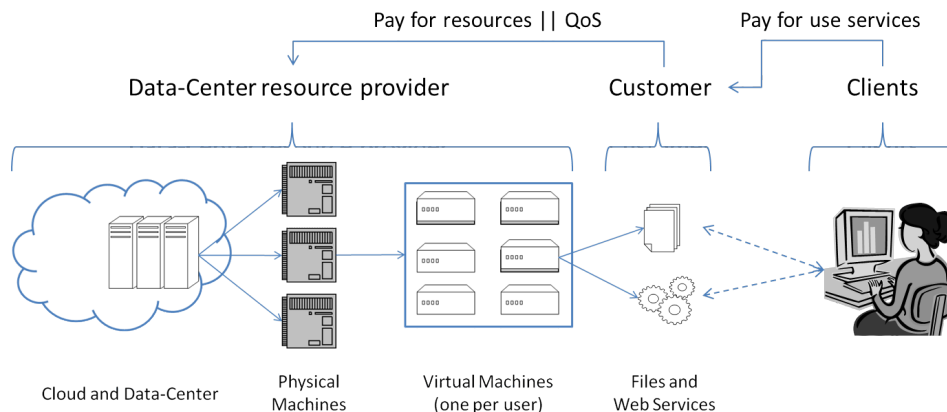 Pay for resources || QoS
Pay for use services
Data-Center resource provider
Customer
Clients
Cloud and Data-Center
Physical
Machines
Virtual Machines
(one per user)
Files and
Web Services